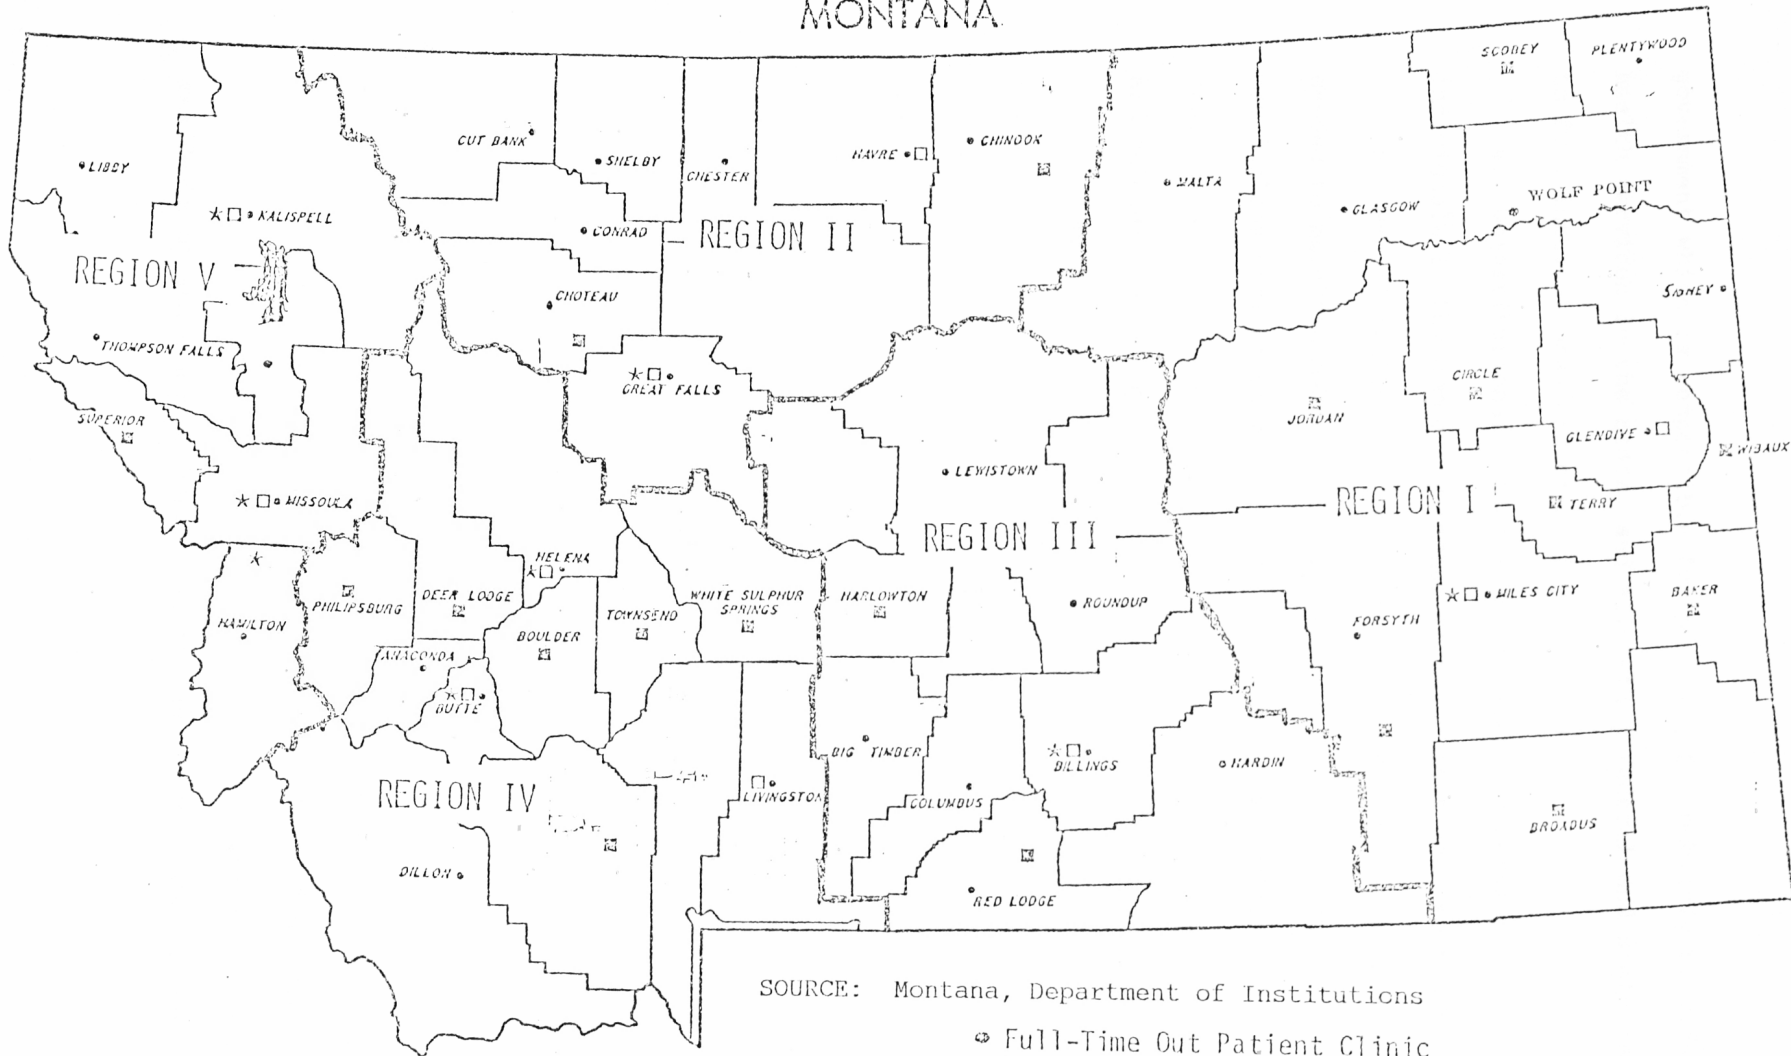 MONTANA
SCOBEY
PLENTYWOOD
CUT BANK
SHELBY
CHESTER
HAVRE
CHINOOK
MALTA
GLASGOW
WOLF POINT
LIBBY
KALISPELL
CONRAD
REGION II
REGION V
CHOTEAU
SIDNEY
THOMPSON FALLS
GREAT FALLS
CIRCLE
JORDAN
SUPERIOR
GLENDIVE
WIBAUX
LEWISTOWN
MISSOULA
REGION I
TERRY
REGION III
HELENA
PHILIPSBURG
DEER LODGE
WHITE SULPHUR
SPRINGS
HARLOWTON
ROUNDUP
MILES CITY
BAKER
HAMILTON
BOULDER
TOWNSEND
FORSYTH
ANACONDA
BUTTE
BIG TIMBER
BILLINGS
HARDIN
REGION IV
LIVINGSTON
COLUMBUS
BROADUS
DILLON
RED LODGE
SOURCE: Montana, Department of Institutions
Full-Time Out Patient Clinic